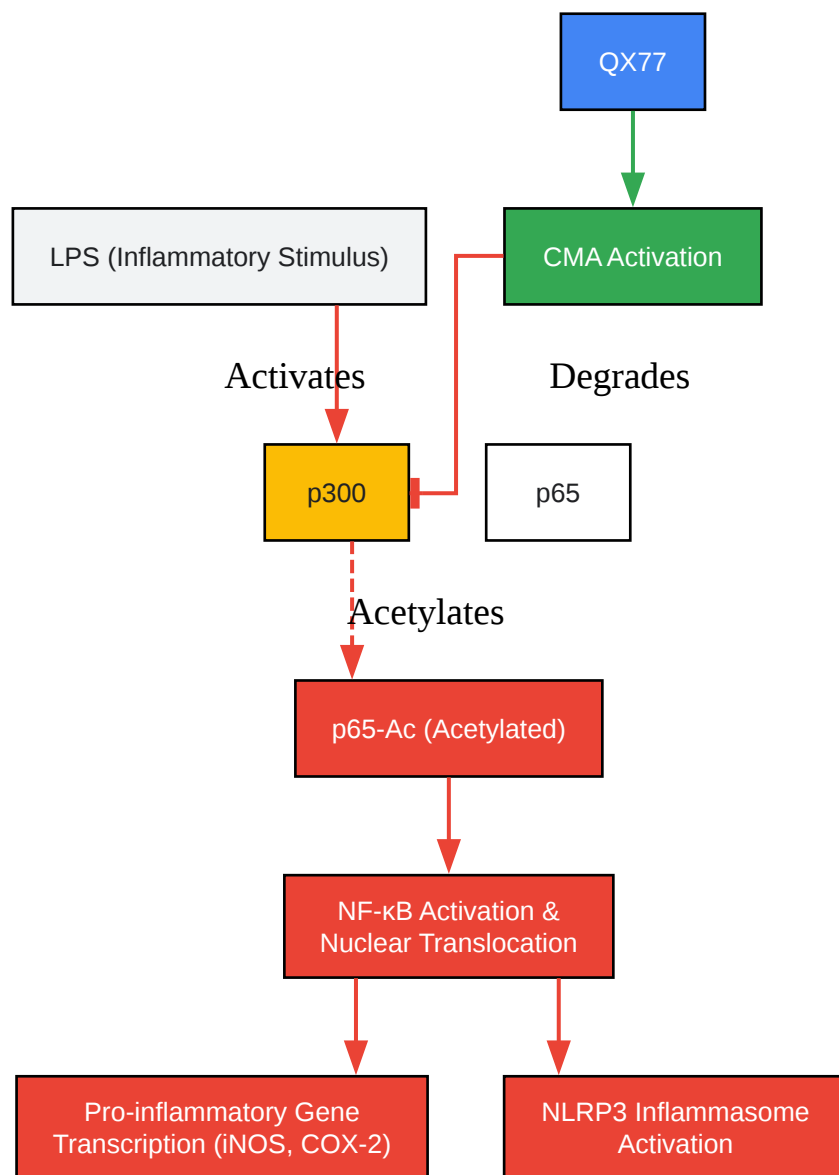 QX77
LPS (Inflammatory Stimulus)
CMA Activation
Activates
Degrades
p300
p65
Acetylates
p65-Ac (Acetylated)
NF-κB Activation &
Nuclear Translocation
Pro-inflammatory Gene
Transcription (iNOS, COX-2)
NLRP3 Inflammasome
Activation